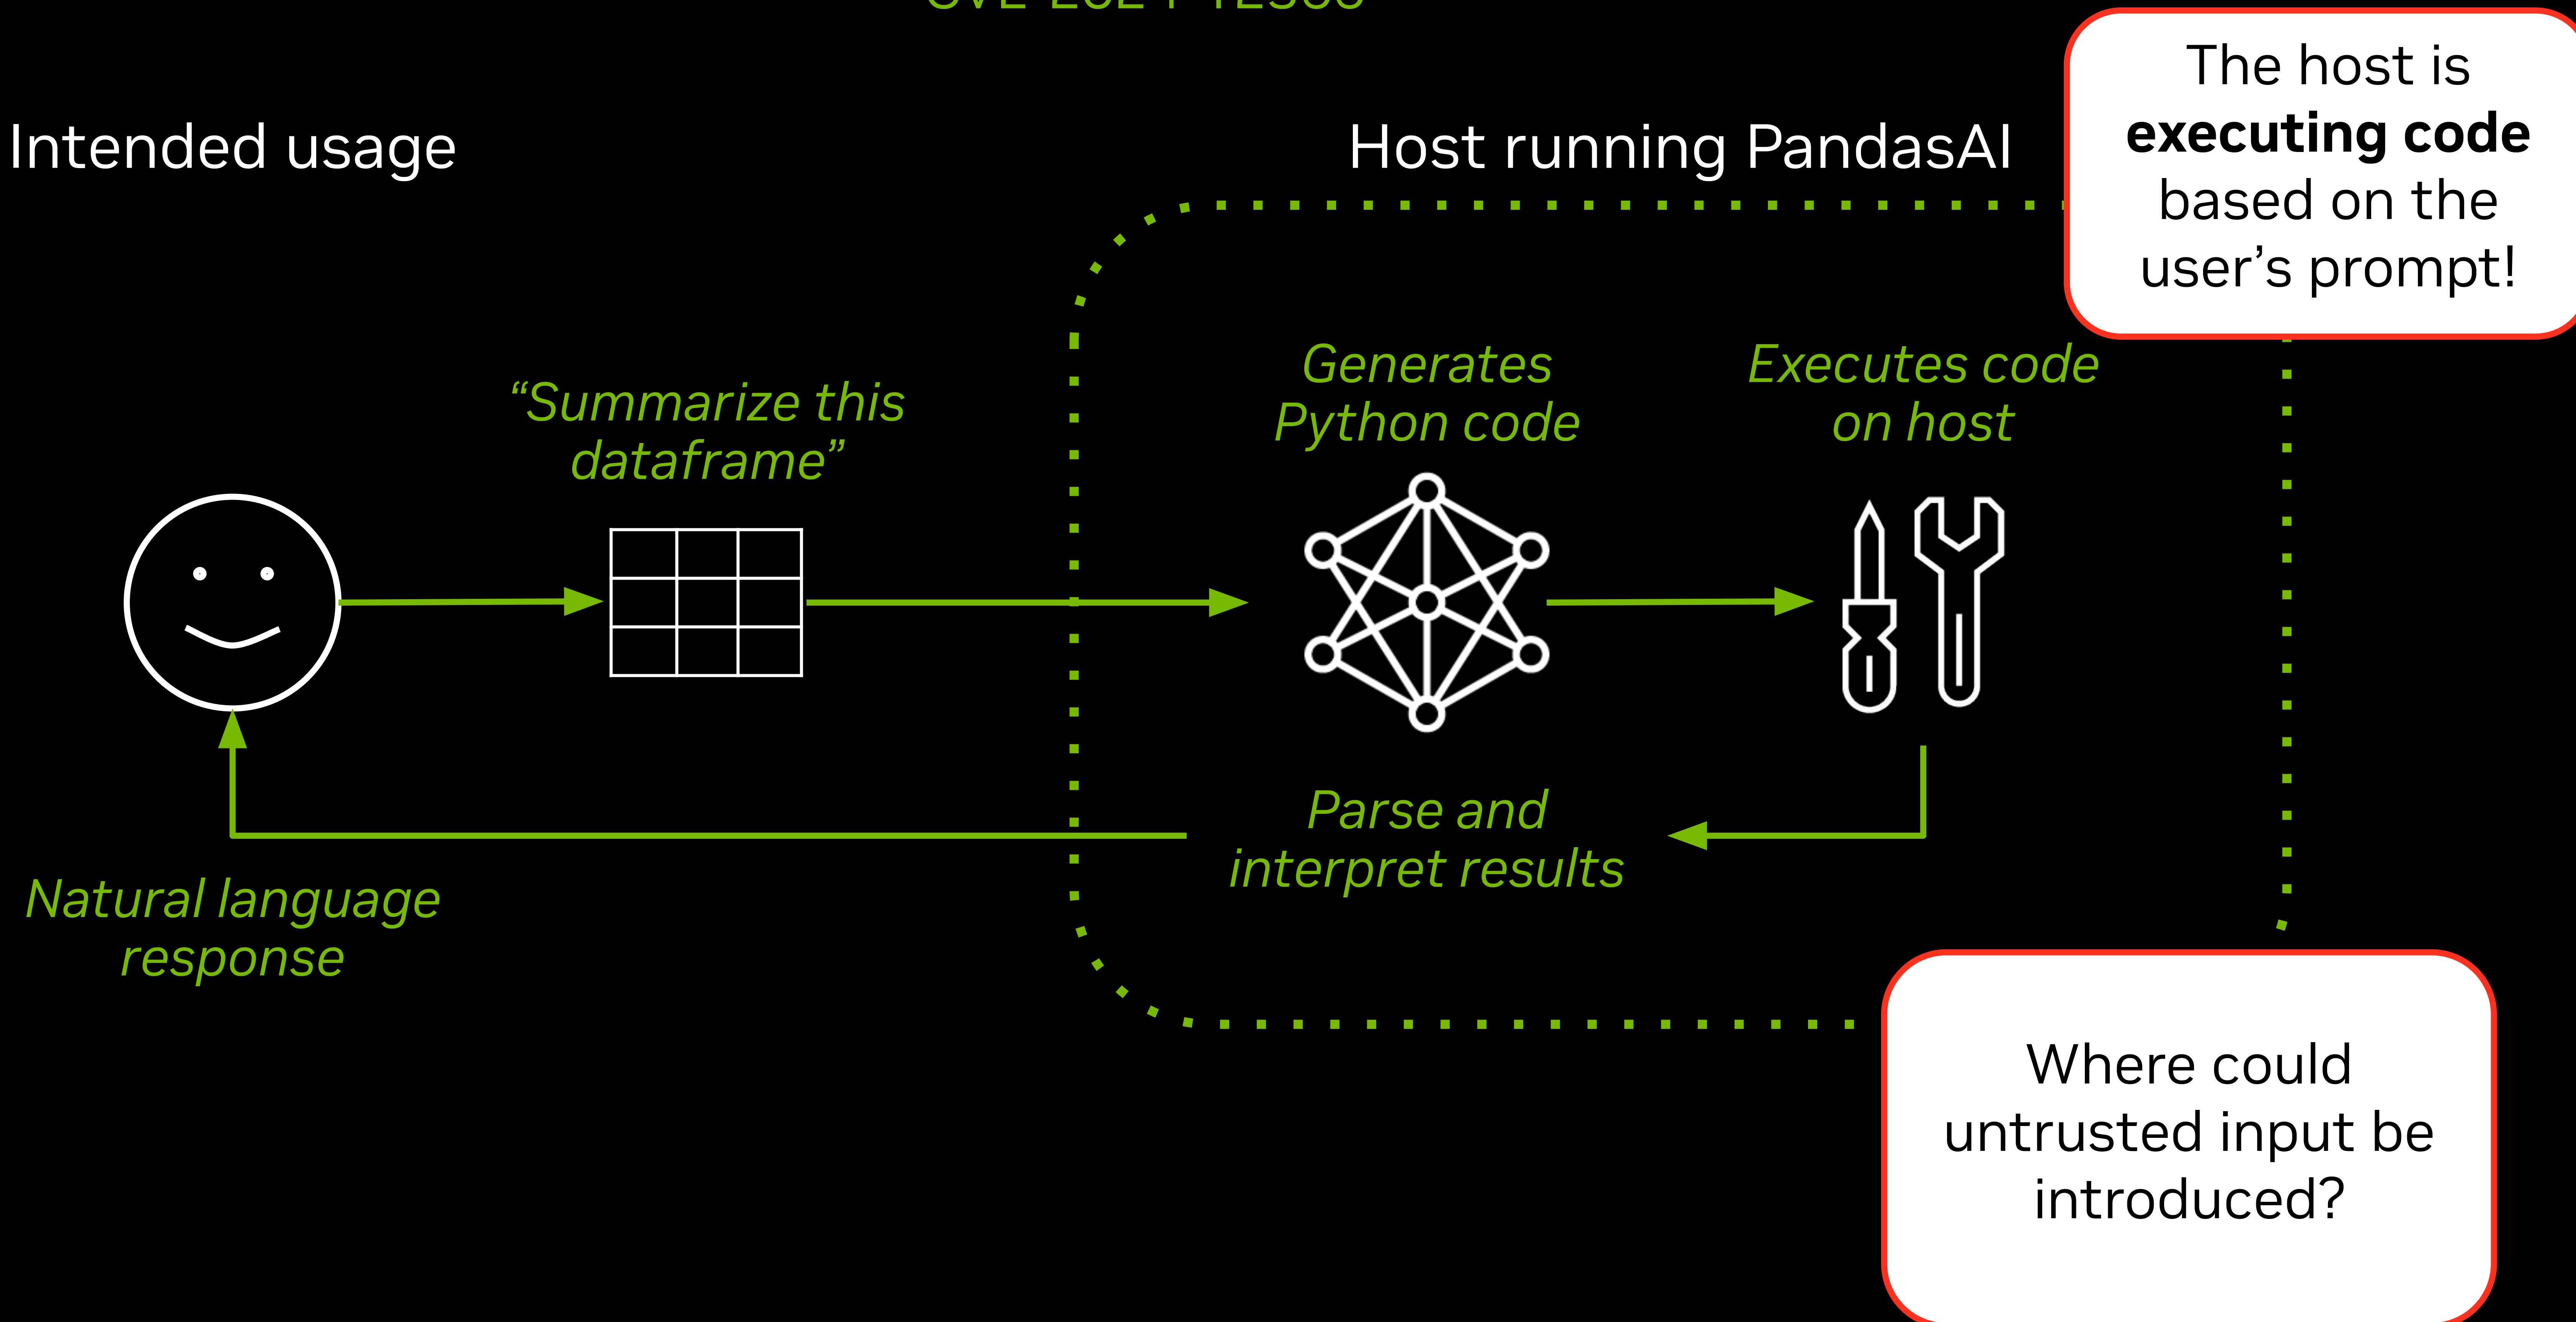 Intended usage
Host running PandasAI
The host is
executing code
based on the
user’s prompt!
“Summarize this
dataframe”
Generates
Python code
Executes code
on host
Parse and
interpret results
Natural language
response
Where could
untrusted input be
introduced?